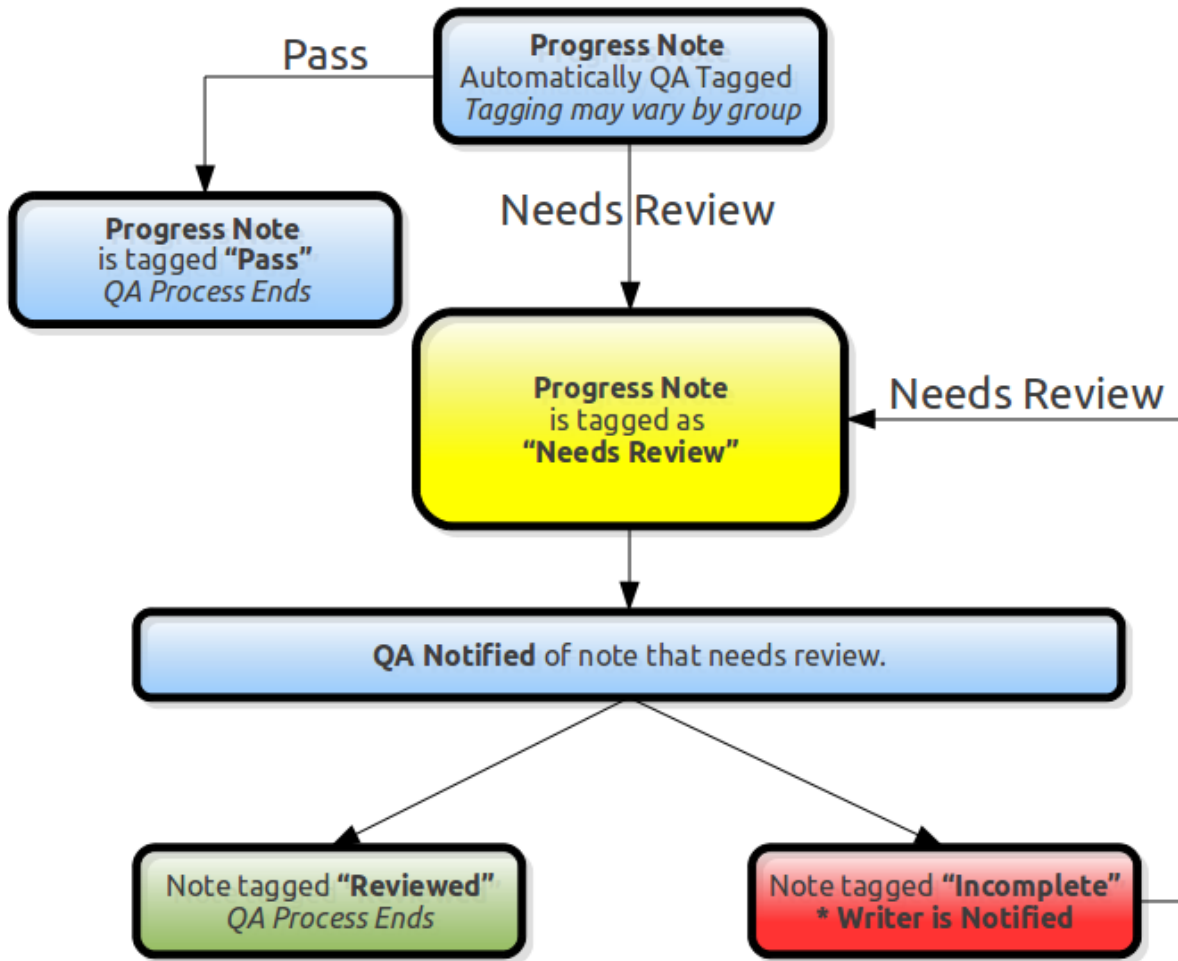 Pass
Progress Note
Automatically QA Tagged
Tagging may vary by group
Needs Review
Progress Note
is tagged “Pass”
QA Process Ends
Progress Note
is tagged as
“Needs Review”
Needs Review
QA Notified of note that needs review.
Note tagged “Reviewed”
QA Process Ends
Note tagged “Incomplete”
* Writer is Notified